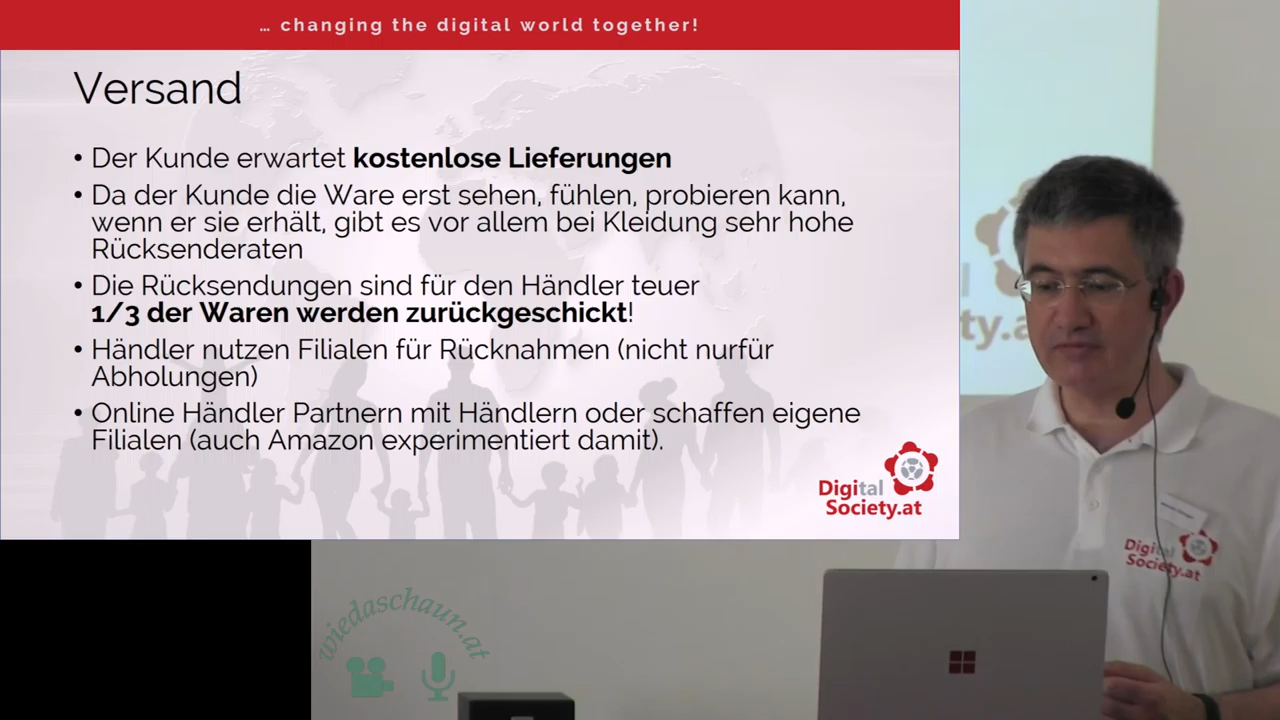 … changing the digital world together!
Versand
• Der Kunde erwartet kostenlose Lieferungen
• Da der Kunde die Ware erst sehen, fühlen, probieren kann,
wenn er sie erhält, gibt es vor allem bei Kleidung sehr hohe
Rücksenderaten
• Die Rücksendungen sind für den Händler teuer
1/3 der Waren werden zurückgeschickt!
• Händler nutzen Filialen für Rücknahmen (nicht nurfür
Abholungen)
• Online Händler Partnern mit Händlern oder schaffen eigene
Filialen (auch Amazon experimentiert damit).
Digital
Society.at
ty.a
Digital
Society.at
wiedaschaun.at